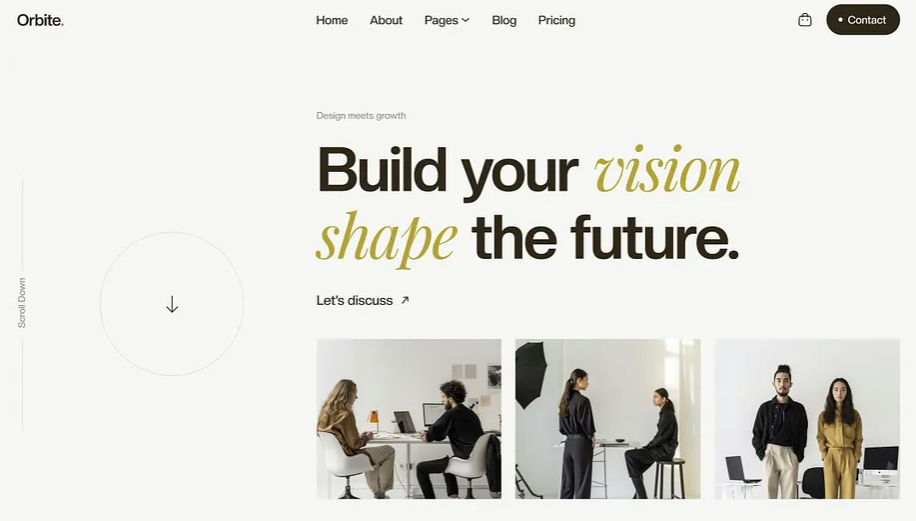 Orbite.
Home About Pages Blog Pricing
Contact
Design meets growth
Build your vision
shape the future.
Let's discuss
Scroll Down